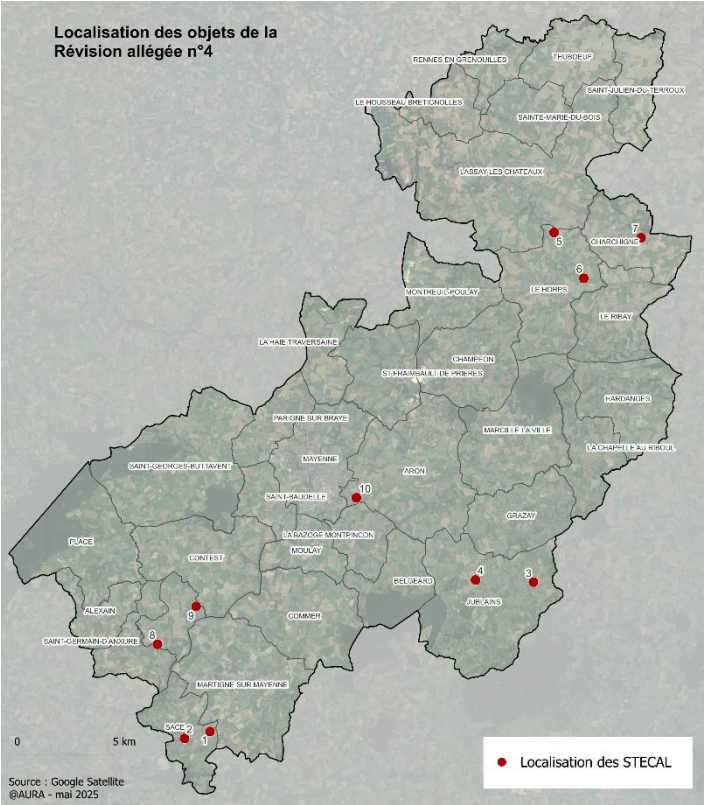 Localisation des objets de la
Révision allégée n°4
RENNES EN GRENOUILLES
THUBOEUF
SAINT-JULIEN-DU-TERROUX
LE HOUSSEAU BRETIGNOLLES
SAINTE-MARIE-DU-BOIS
LASSAY LES CHATEAUX
7
5
CHARCHIGNE
6
LE HORPS
MONTREUIL-POULAY
LE RIBAY
LA HAIE TRAVERSAINE
CHAMPEON
ST-FRAIMBAULT-DE-PRIERES
HARDANGES
PARIGNE SUR BRAYE
MARCILLE LA VILLE
LA CHAPELLE AU RIBOUL
MAYENNE
SAINT-GEORGES-BUTTAVENT
ARON
10
SAINT-BAUDELLE
GRAZAY
LA BAZOGE MONTPINCON
PLACE
MOULAY
CONTEST
4
3
BELGEARD
JUBLAINS
ALEXAIN
9
COMMER
8
SAINT-GERMAIN-D'ANXURE
MARTIGNE SUR MAYENNE
SACE
2
1
0
5 km
Localisation des STECAL
Source : Google Satellite
@AURA - mai 2025